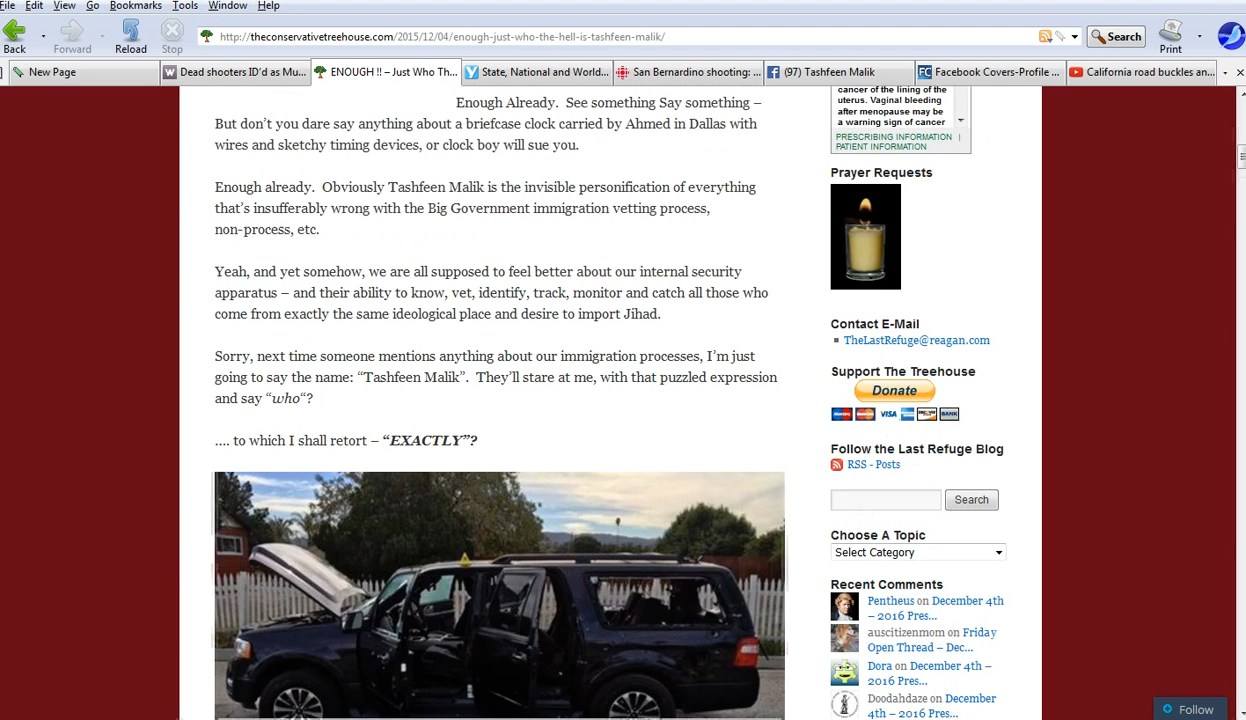 File Edit View Go Bookmarks Tools Window Help
Back Forward Reload Stop
http://theconservativetreehouse.com/2015/12/04/enough-just-who-the-hell-is-tashfeen-malik/
Search
Print
New Page
Dead shooters ID'd as Mu...
ENOUGH !! – Just Who Th...
State, National and World...
San Bernardino shooting: ...
(97) Tashfeen Malik
Facebook Covers-Profile ...
California road buckles an...
Enough Already. See something Say something –
But don't you dare say anything about a briefcase clock carried by Ahmed in Dallas with
wires and sketchy timing devices, or clock boy will sue you.
Enough already. Obviously Tashfeen Malik is the invisible personification of everything
that's insufferably wrong with the Big Government immigration vetting process,
non-process, etc.
Yeah, and yet somehow, we are all supposed to feel better about our internal security
apparatus – and their ability to know, vet, identify, track, monitor and catch all those who
come from exactly the same ideological place and desire to import Jihad.
Sorry, next time someone mentions anything about our immigration processes, I'm just
going to say the name: “Tashfeen Malik”. They'll stare at me, with that puzzled expression
and say “who“?
.... to which I shall retort – “EXACTLY”?
cancer of the lining of the
uterus. Vaginal bleeding
after menopause may be
a warning sign of cancer
PRESCRIBING INFORMATION |
PATIENT INFORMATION
Prayer Requests
Contact E-Mail
TheLastRefuge@reagan.com
Support The Treehouse
Donate
VISA
BANK
Follow the Last Refuge Blog
RSS - Posts
Search
Choose A Topic
Select Category
Recent Comments
Pentheus on December 4th
– 2016 Pres...
auscitizenmom on Friday
Open Thread – Dec...
Dora on December 4th –
2016 Pres...
Doodahdaze on December
4th – 2016 Pres...
Follow